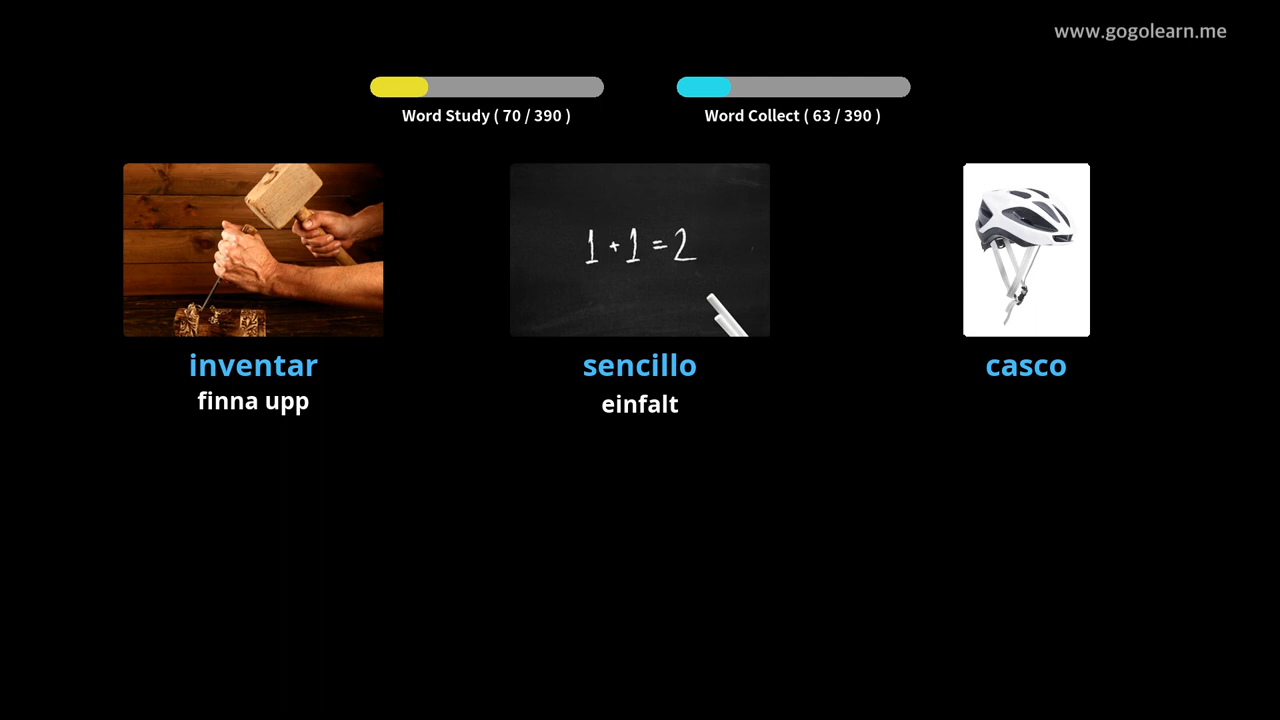 www.gogolearn.me
Word Study ( 70 / 390 )
Word Collect ( 63 / 390 )
1 + 1 = 2
inventar
sencillo
casco
finna upp
einfalt